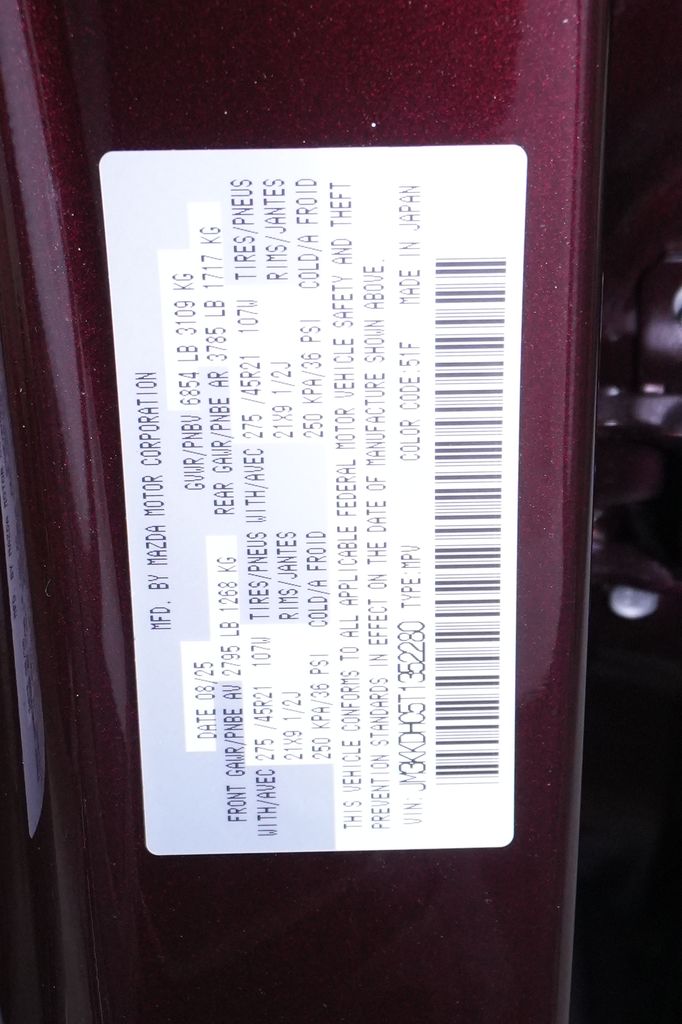 MFD. BY MAZDA MOTOR CORPORATION
DATE 08/25 GVWR/PNBV 6854 LB 3109 KG
FRONT GAWR/PNBE AV 2795 LB 1268 KG REAR GAWR/PNBE AR 3785 LB 1717 KG
TIRES/PNEUS WITH/AVEC 275 /45R21 107W TIRES/PNEUS
WITH/AVEC 275 /45R21 107W RIMS/JANTES 21X9 1/2J RIMS/JANTES
21X9 1/2J COLD/A FROID 250 KPA/36 PSI COLD/A FROID
250 KPA/36 PSI
THIS VEHICLE CONFORMS TO ALL APPLICABLE FEDERAL MOTOR VEHICLE SAFETY AND THEFT
PREVENTION STANDARDS IN EFFECT ON THE DATE OF MANUFACTURE SHOWN ABOVE.
VIN: JM3KKDHC5T1352280 TYPE:MPV COLOR CODE:51F MADE IN JAPAN